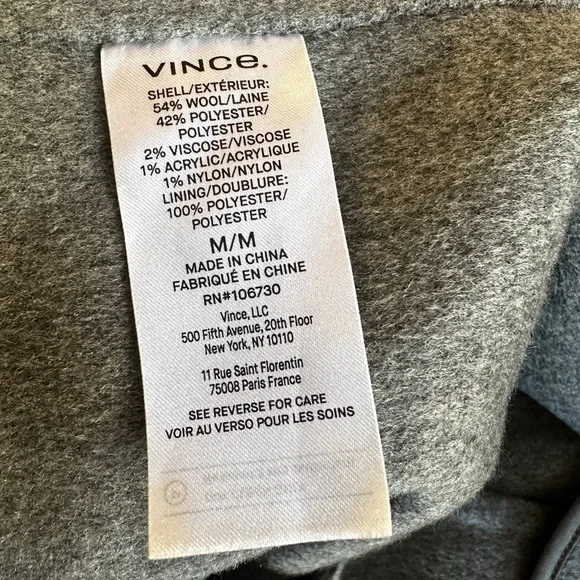 VINCE.
SHELL/EXTÉRIEUR:
54% WOOL/LAINE
42% POLYESTER/
POLYESTER
2% VISCOSE/VISCOSE
1% ACRYLIC/ACRYLIQUE
1% NYLON/NYLON
LINING/DOUBLURE:
100% POLYESTER/
POLYESTER
M/M
MADE IN CHINA
FABRIQUÉ EN CHINE
RN#106730
Vince, LLC
500 Fifth Avenue, 20th Floor
New York, NY 10110
11 Rue Saint Florentin
75008 Paris France
SEE REVERSE FOR CARE
VOIR AU VERSO POUR LES SOINS